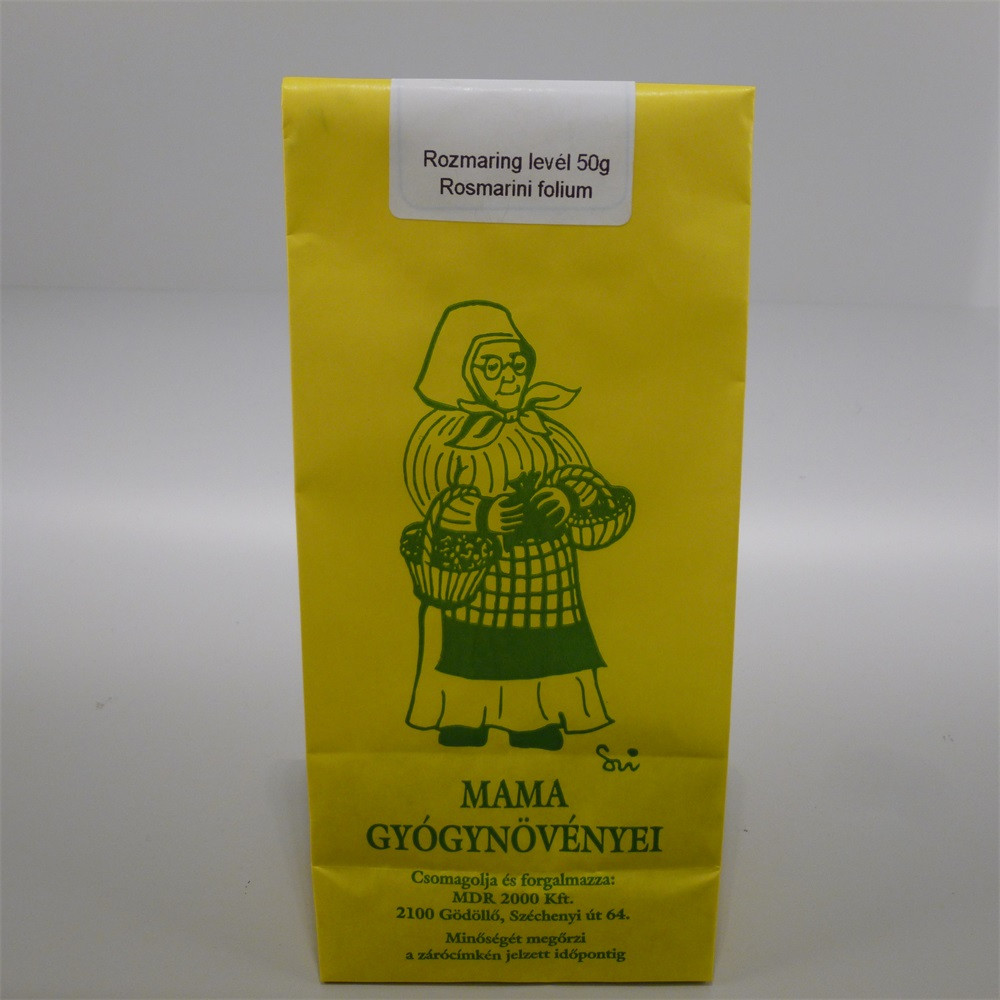 Rozmaring levél 50g
Rosmarini folium
MAMA
GYÓGYNÖVÉNYEI
Csomagolja és forgalmazza:
MDR 2000 Kft.
2100 Gödöllő, Széchenyi út 64.
Minőségét megőrzi
a zárócímkén jelzett időpontig